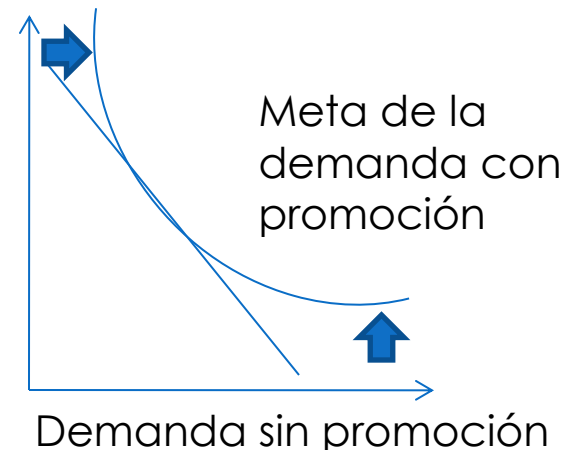 Meta de la
demanda con
promoción
Demanda sin promoción